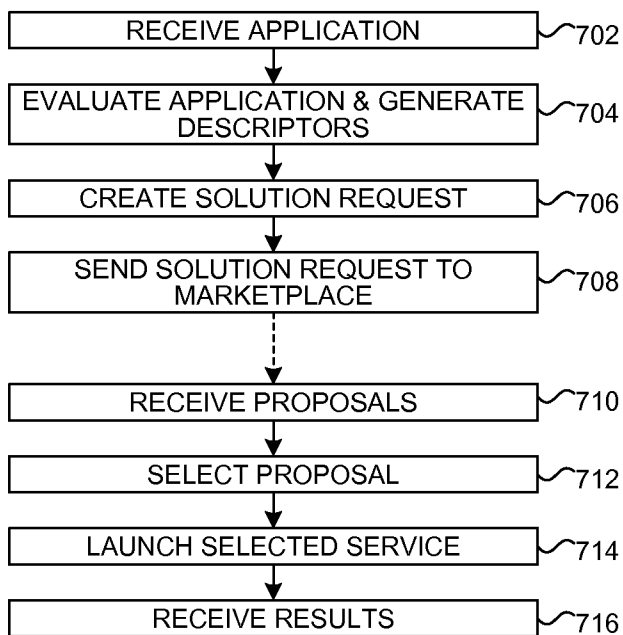 RECEIVE APPLICATION
702
EVALUATE APPLICATION & GENERATE
DESCRIPTORS
704
CREATE SOLUTION REQUEST
706
SEND SOLUTION REQUEST TO
MARKETPLACE
708
RECEIVE PROPOSALS
710
SELECT PROPOSAL
712
LAUNCH SELECTED SERVICE
714
RECEIVE RESULTS
716